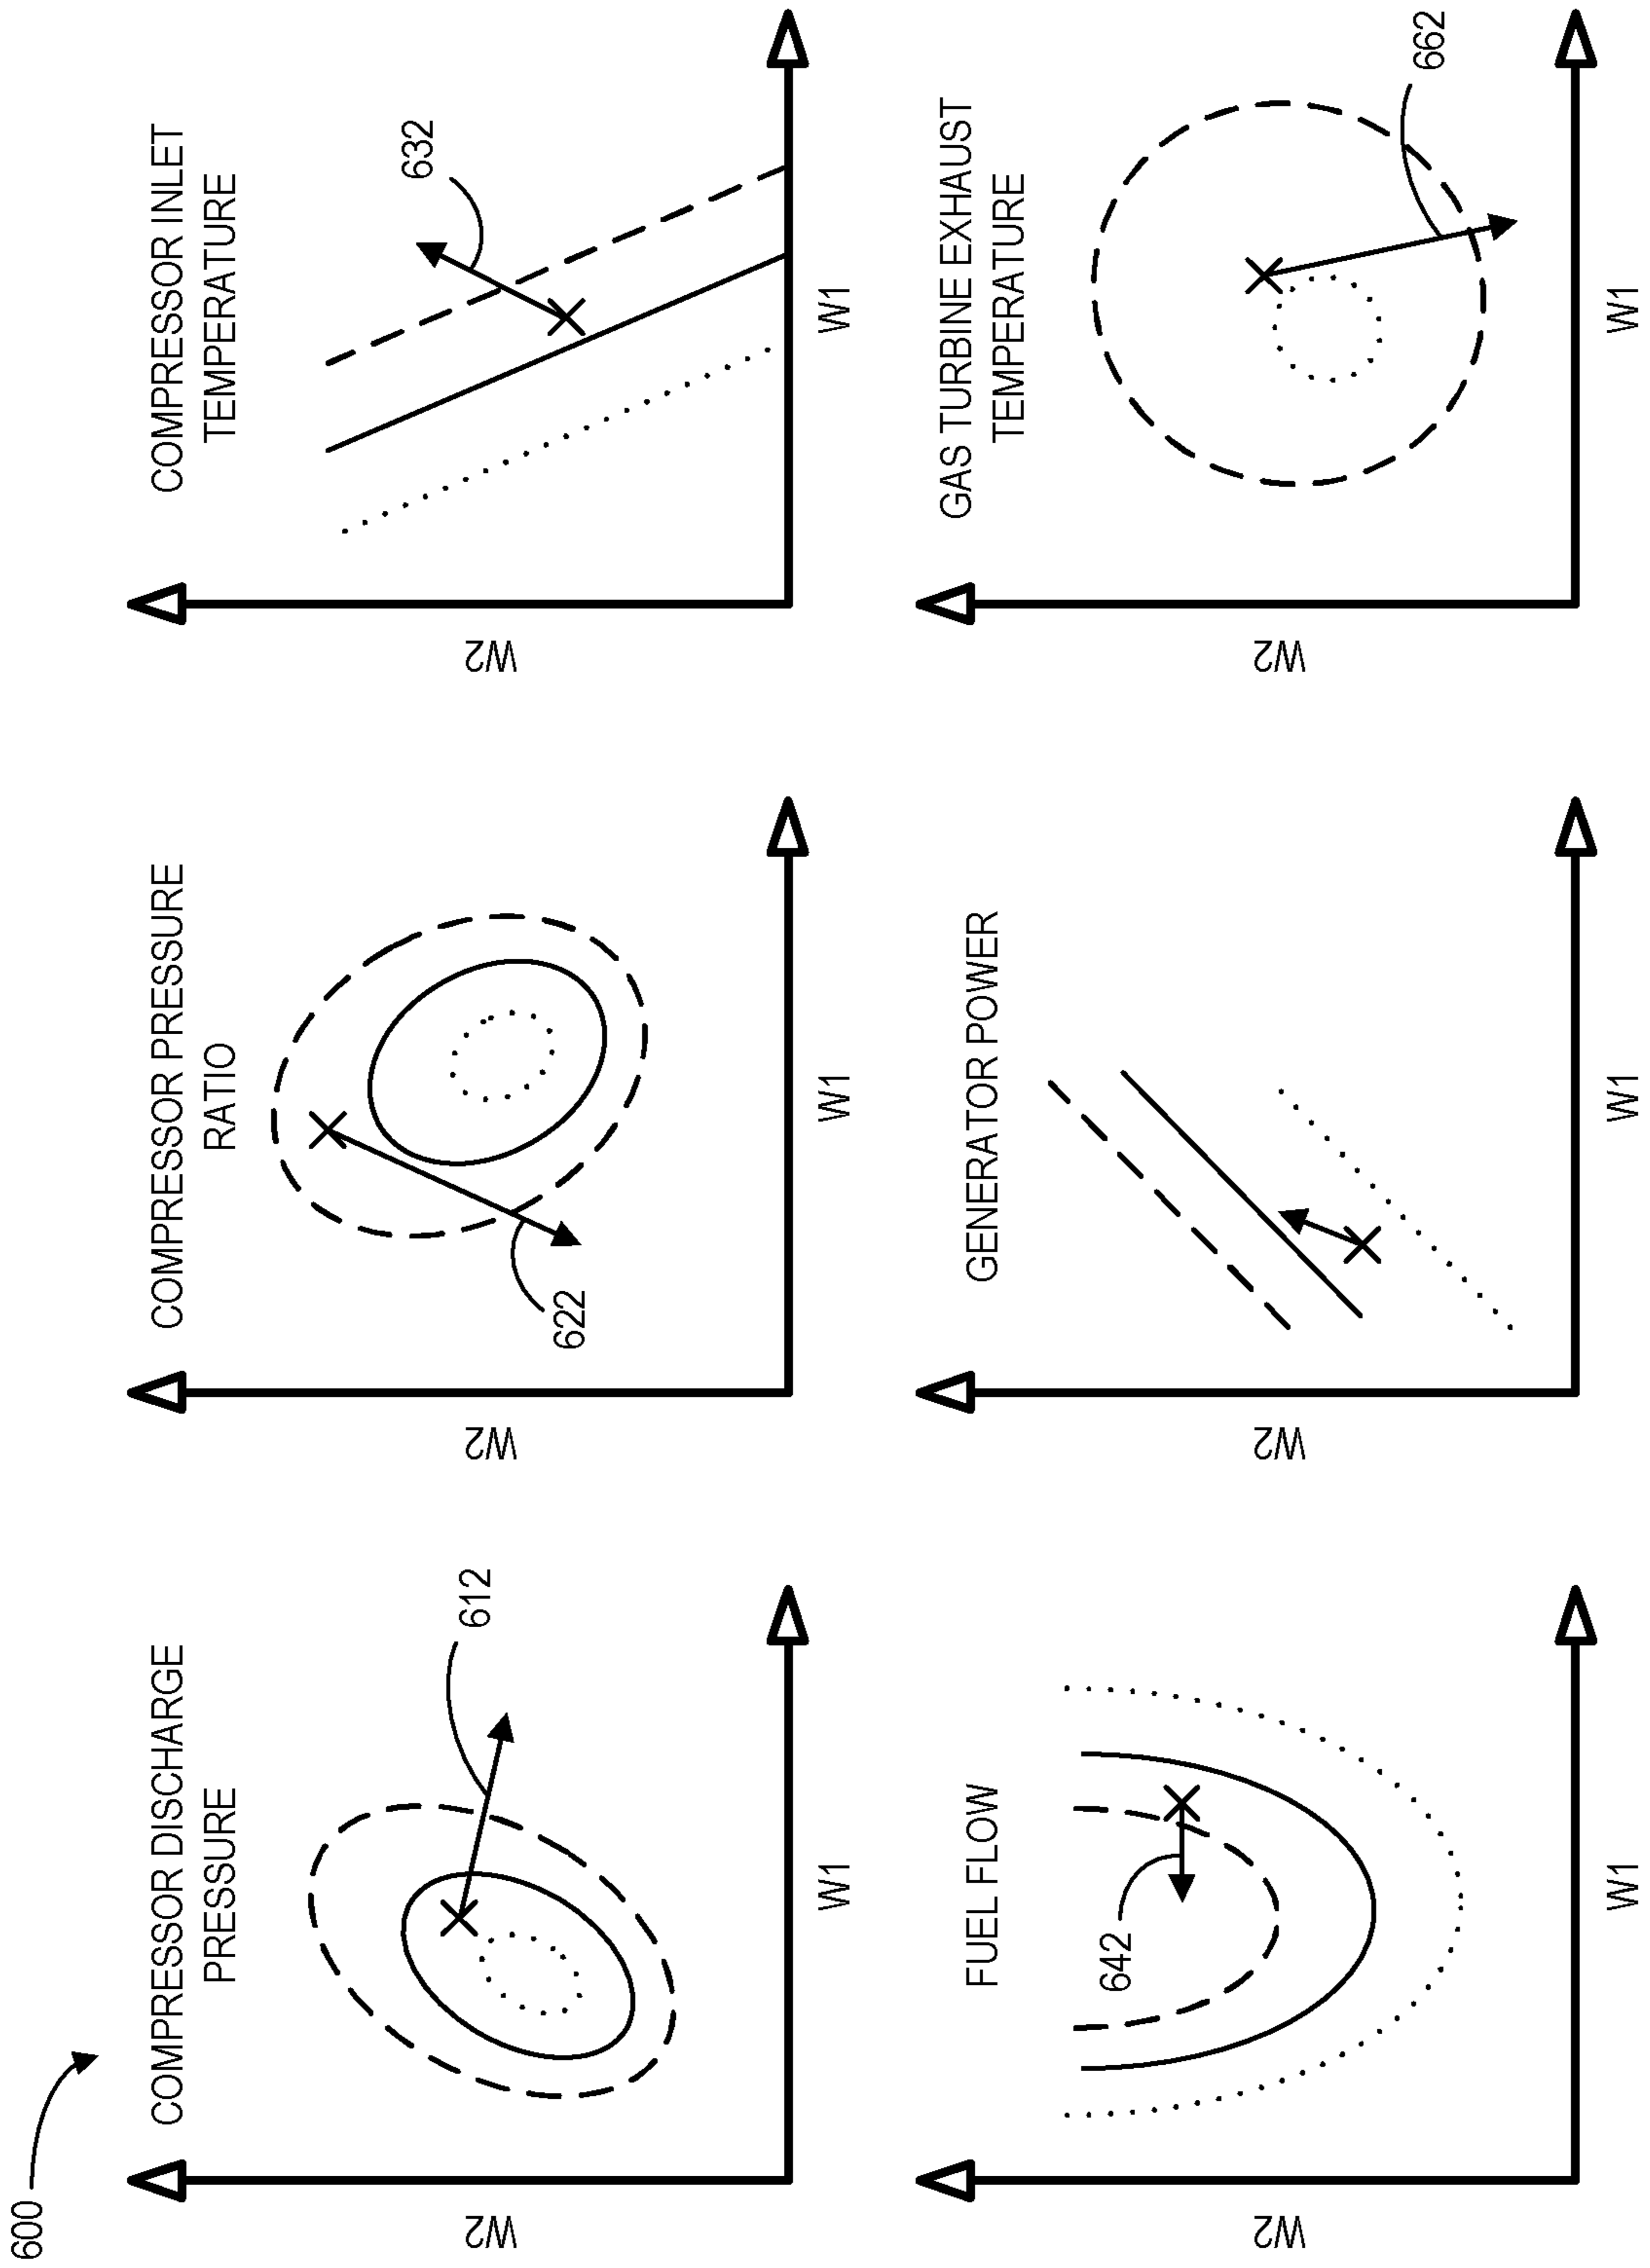 600
COMPRESSOR DISCHARGE
PRESSURE
612
W2
W1
COMPRESSOR PRESSURE
RATIO
622
W2
W1
COMPRESSOR INLET
TEMPERATURE
632
W2
W1
FUEL FLOW
642
W2
W1
GENERATOR POWER
W2
W1
GAS TURBINE EXHAUST
TEMPERATURE
662
W2
W1